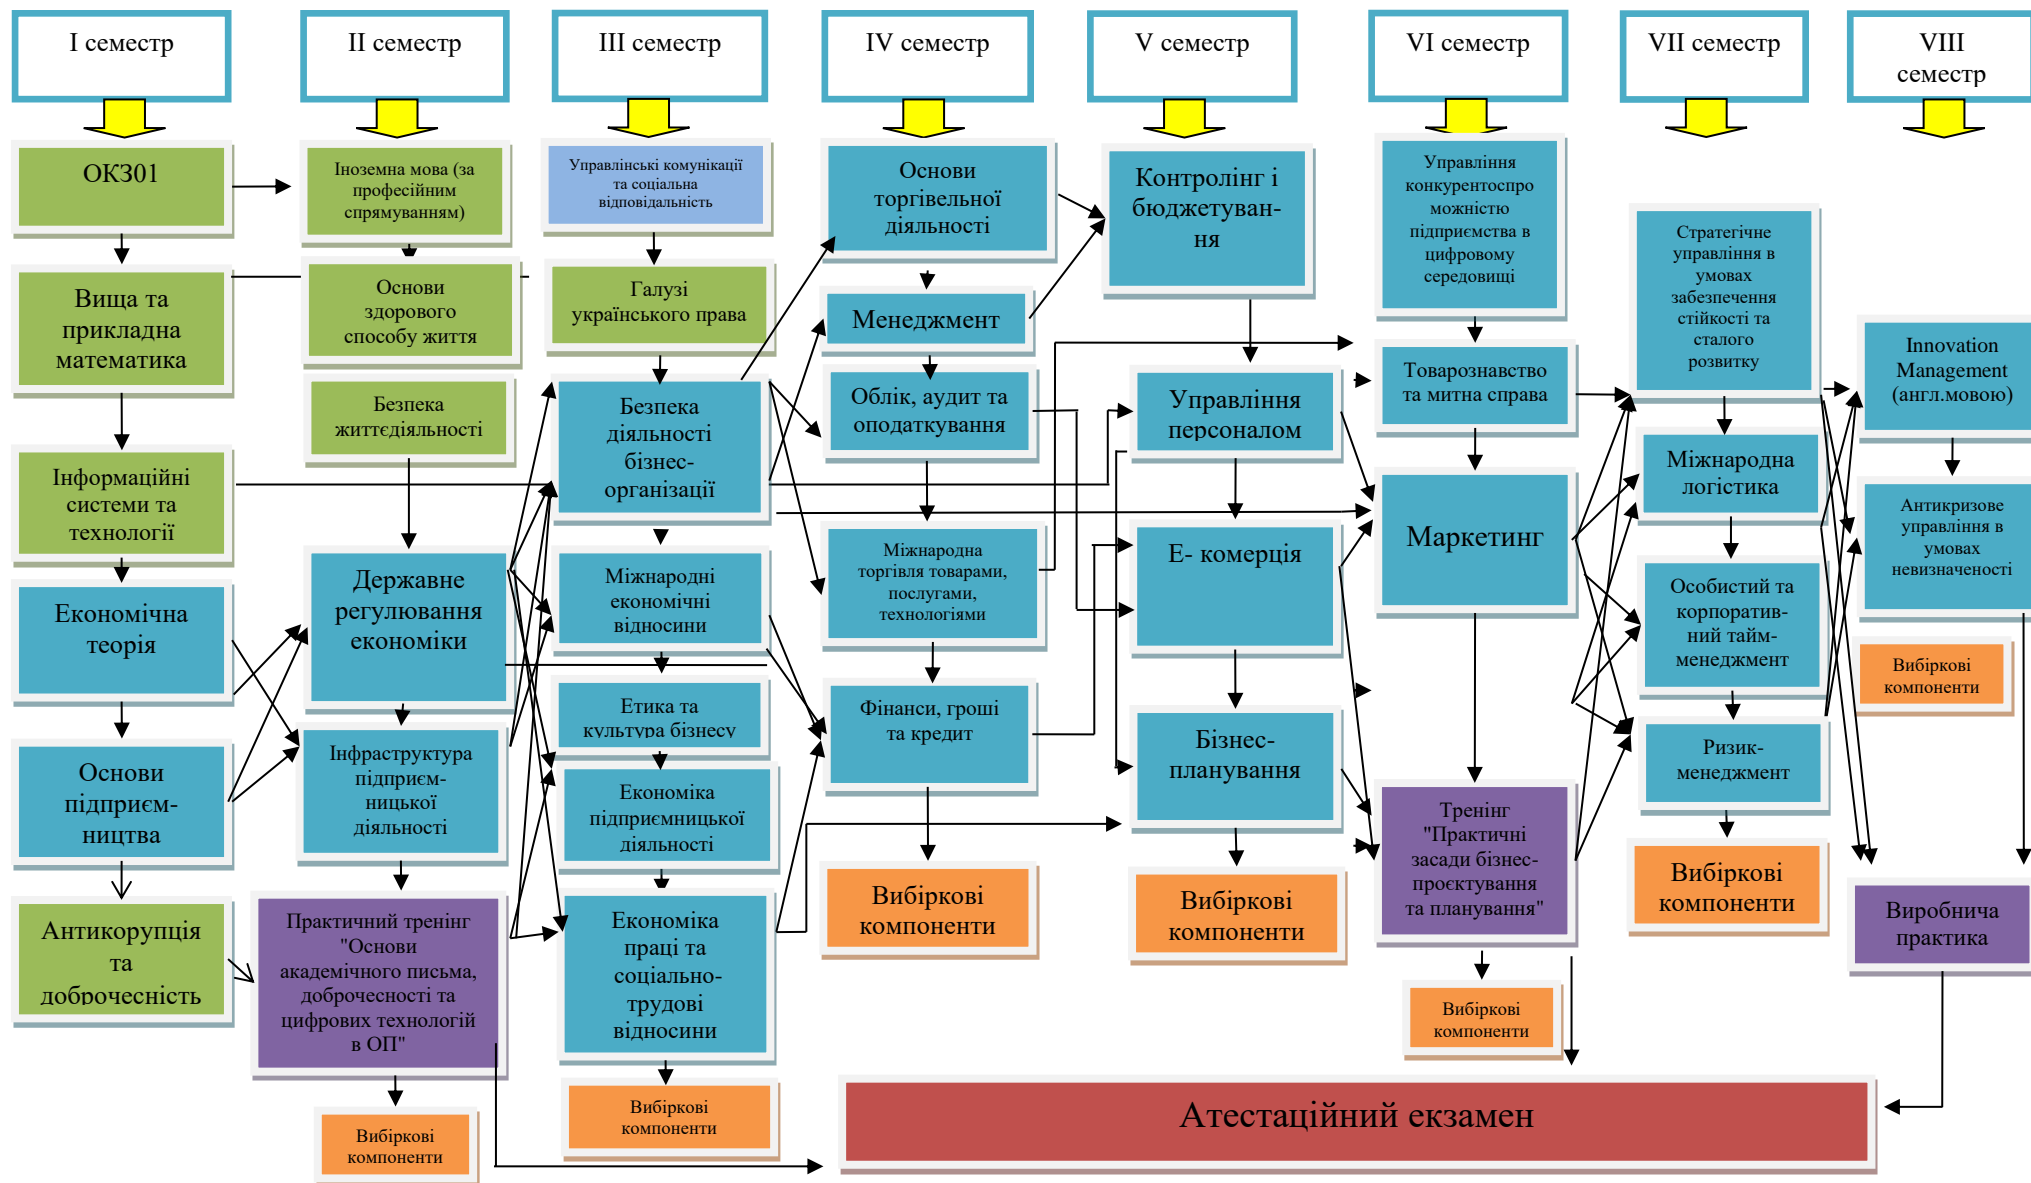 I семестр
II семестр
III семестр
IV семестр
V семестр
VI семестр
VII семестр
VIII
семестр
ОКЗ01
Вища та
прикладна
математика
Інформаційні
системи та
технології
Економічна
теорія
Основи
підприєм-
ництва
Антикорупція
та
доброчесність
Іноземна мова (за
професійним
спрямуванням)
Основи
здорового
способу життя
Безпека
життєдіяльності
Державне
регулювання
економіки
Інфраструктура
підприєм-
ницької
діяльності
Практичний тренінг
"Основи
академічного письма,
доброчесності та
цифрових технологій
в ОП"
Вибіркові
компоненти
Управлінські комунікації
та соціальна
відповідальність
Галузі
українського права
Безпека
діяльності
бізнес-
організації
Міжнародні
економічні
відносини
Етика та
культура бізнесу
Економіка
підприємницької
діяльності
Економіка
праці та
соціально-
трудові
відносини
Вибіркові
компоненти
Основи
торгівельної
діяльності
Менеджмент
Облік, аудит та
оподаткування
Міжнародна
торгівля товарами,
послугами,
технологіями
Фінанси, гроші
та кредит
Вибіркові
компоненти
Контролінг і
бюджетуван-
ня
Управління
персоналом
Е- комерція
Бізнес-
планування
Вибіркові
компоненти
Управління
конкурентоспро
можністю
підприємства в
цифровому
середовищі
Товарознавство
та митна справа
Маркетинг
Тренінг
"Практичні
засади бізнес-
проєктування
та планування"
Вибіркові
компоненти
Стратегічне
управління в
умовах
забезпечення
стійкості та
сталого
розвитку
Міжнародна
логістика
Особистий та
корпоратив-
ний тайм-
менеджмент
Ризик-
менеджмент
Вибіркові
компоненти
Innovation
Management
(англ.мовою)
Антикризове
управління в
умовах
невизначеності
Вибіркові
компоненти
Виробнича
практика
Атестаційний екзамен